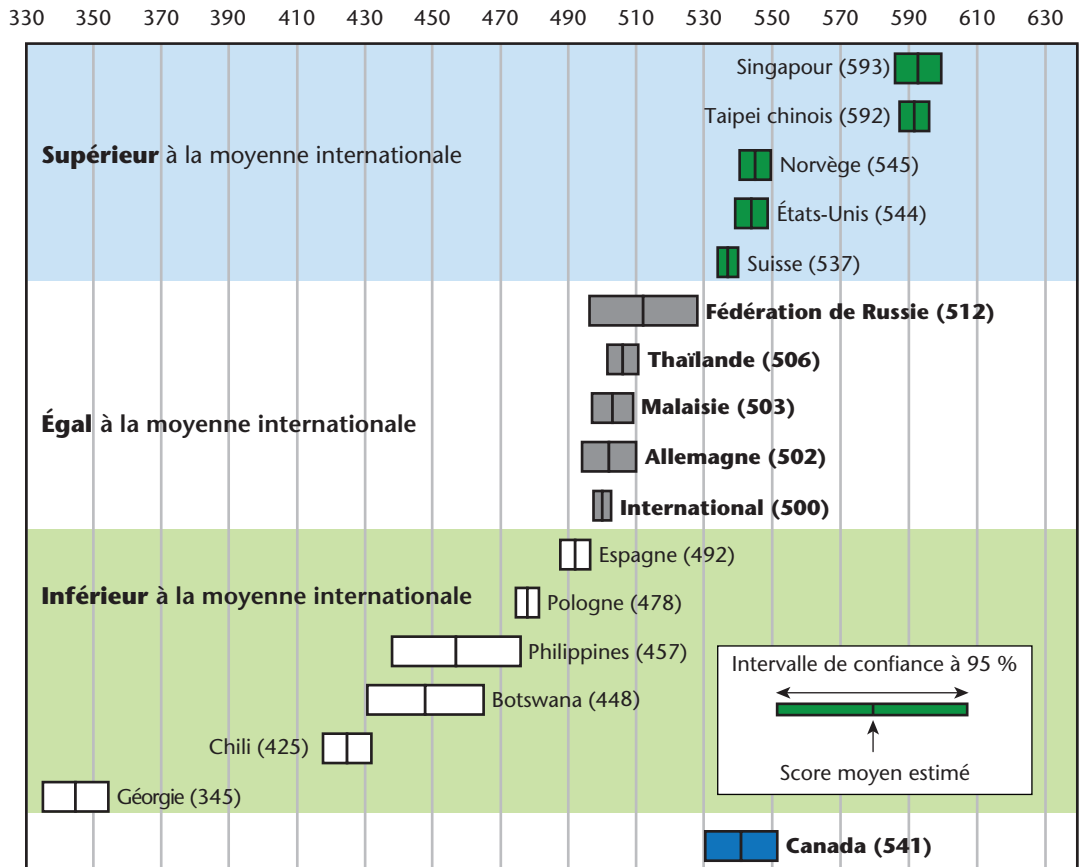 330 350 370 390 410 430 450 470 490 510 530 550 570 590 610 630
Singapour (593)
Taipei chinois (592)
Supérieur à la moyenne internationale
Norvège (545)
États-Unis (544)
Suisse (537)
Fédération de Russie (512)
Thaïlande (506)
Malaisie (503)
Égal à la moyenne internationale
Allemagne (502)
International (500)
Espagne (492)
Inférieur à la moyenne internationale
Pologne (478)
Philippines (457)
Botswana (448)
Chili (425)
Géorgie (345)
Intervalle de confiance à 95 %
Score moyen estimé
Canada (541)